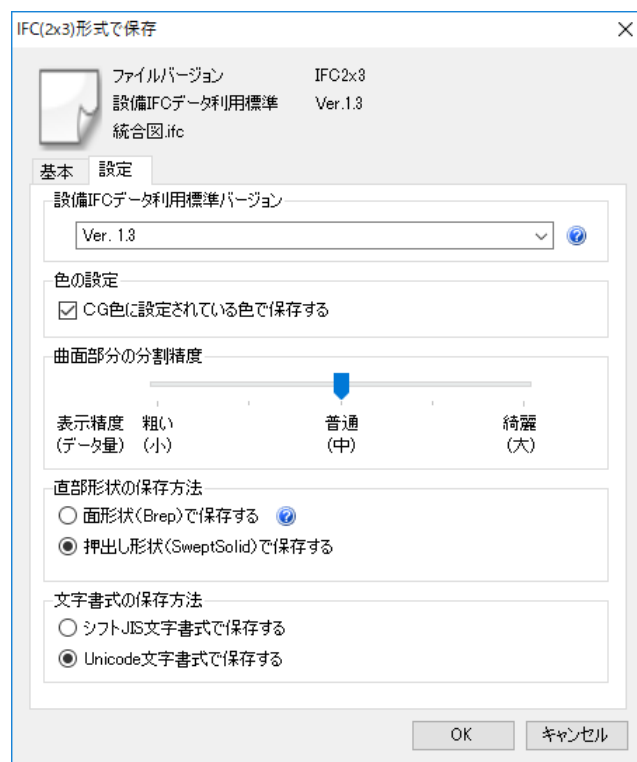 IFC(2x3)形式で保存
ファイルバージョン IFC2x3
設備IFCデータ利用標準 Ver.1.3
統合図.ifc
基本 設定
設備IFCデータ利用標準バージョン
Ver. 1.3
色の設定
CG色に設定されている色で保存する
曲面部分の分割精度
表示精度 粗い 普通 綺麗
(データ量) (小) (中) (大)
直部形状の保存方法
面形状(Brep)で保存する
押出し形状(SweptSolid)で保存する
文字書式の保存方法
シフトJIS文字書式で保存する
Unicode文字書式で保存する
OK キャンセル